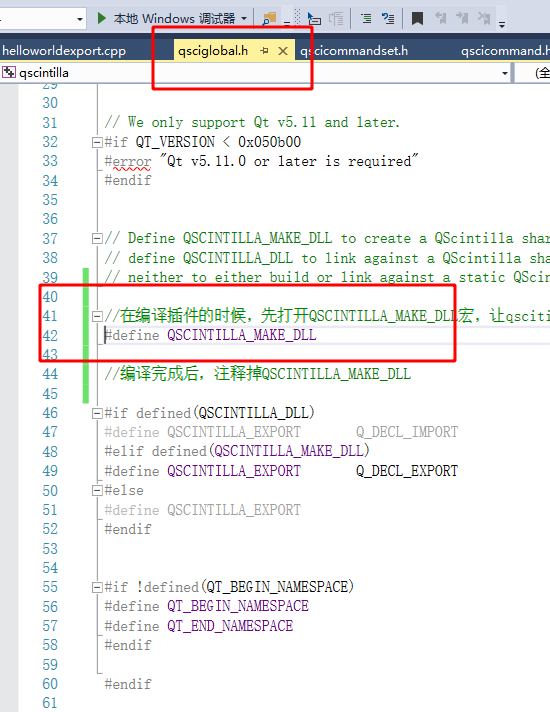 本地 Windows 调试器
helloworldexport.cpp
qsciglobal.h
qscicommandset.h
qscicommand.h
qscintilla
(全
29
30
31 // We only support Qt v5.11 and later.
32 #if QT_VERSION < 0x050b00
33 #error "Qt v5.11.0 or later is required"
34 #endif
35
36
37 // Define QSCINTILLA_MAKE_DLL to create a QScintilla shar
38 // define QSCINTILLA_DLL to link against a QScintilla sha
39 // neither to either build or link against a static QScin
40
41 //在编译插件的时候，先打开QSCINTILLA_MAKE_DLL宏，让qsciti
42 #define QSCINTILLA_MAKE_DLL
43
44 //编译完成后，注释掉QSCINTILLA_MAKE_DLL
45
46 #if defined(QSCINTILLA_DLL)
47 #define QSCINTILLA_EXPORT Q_DECL_IMPORT
48 #elif defined(QSCINTILLA_MAKE_DLL)
49 #define QSCINTILLA_EXPORT Q_DECL_EXPORT
50 #else
51 #define QSCINTILLA_EXPORT
52 #endif
53
54
55 #if !defined(QT_BEGIN_NAMESPACE)
56 #define QT_BEGIN_NAMESPACE
57 #define QT_END_NAMESPACE
58 #endif
59
60 #endif
61